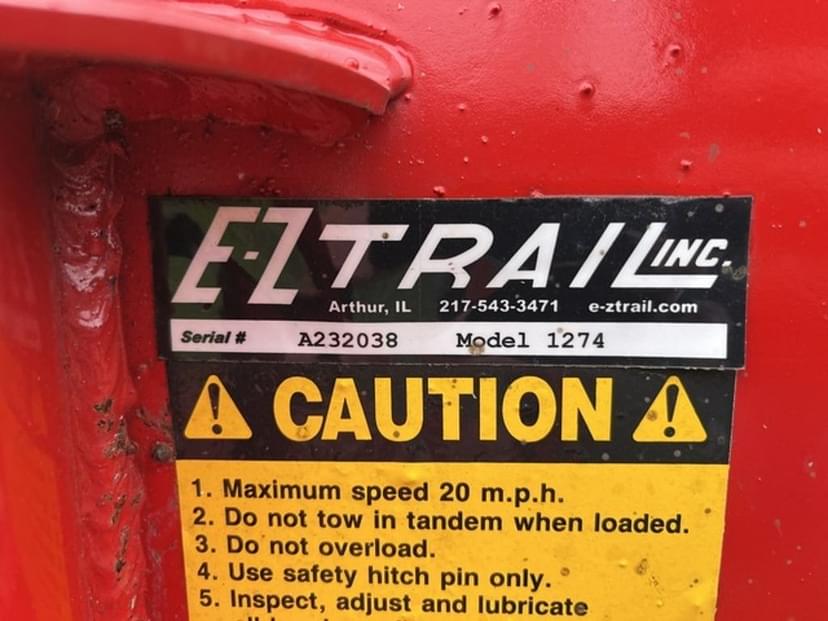 E-Z TRAIL INC.
Arthur, IL 217-543-3471 e-ztrail.com
Serial # A232038 Model 1274
CAUTION
1. Maximum speed 20 m.p.h.
2. Do not tow in tandem when loaded.
3. Do not overload.
4. Use safety hitch pin only.
5. Inspect, adjust and lubricate